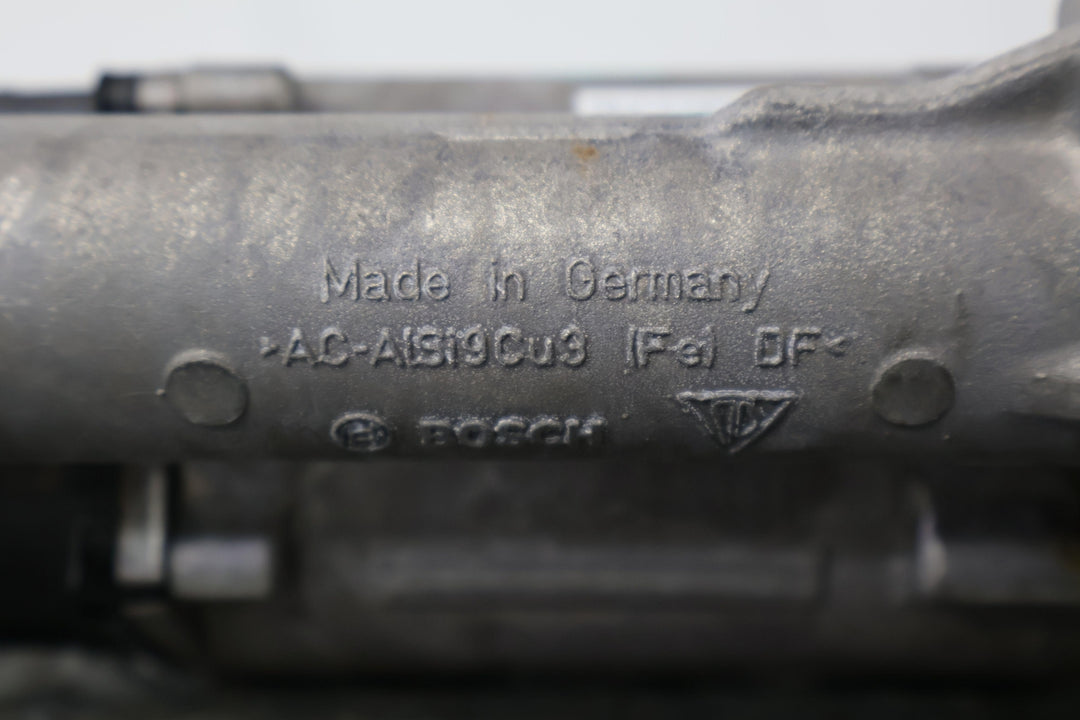 Made in Germany
>AC-AlSi9Cu3 (Fe) DF<
BOSCH